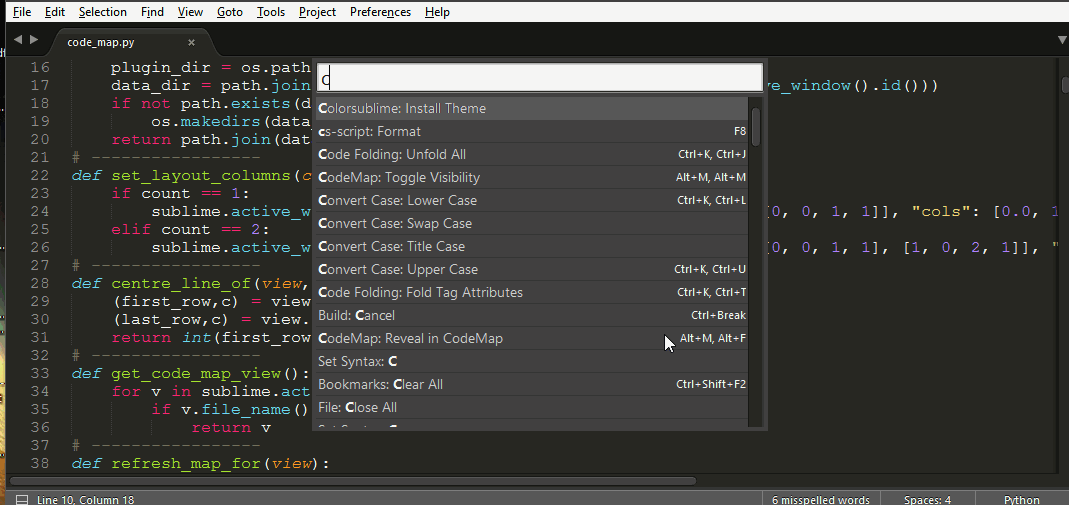 File Edit Selection Find View Goto Tools Project Preferences Help
code_map.py ×
c
16 plugin_dir = os.path
17 data_dir = path.join ve_window().id()))
18 if not path.exists(d
19 os.makedirs(data
20 return path.join(dat
21 # -----------------
22 def set_layout_columns(c
23 if count == 1:
24 sublime.active_w [0, 0, 1, 1]], "cols": [0.0, 1
25 elif count == 2:
26 sublime.active_w [0, 0, 1, 1], [1, 0, 2, 1]], "
27 # -----------------
28 def centre_line_of(view,
29 (first_row,c) = view
30 (last_row,c) = view.
31 return int(first_row
32 # -----------------
33 def get_code_map_view():
34 for v in sublime.act
35 if v.file_name()
36 return v
37 # -----------------
38 def refresh_map_for(view):
Colorsublime: Install Theme
cs-script: Format F8
Code Folding: Unfold All Ctrl+K, Ctrl+J
CodeMap: Toggle Visibility Alt+M, Alt+M
Convert Case: Lower Case Ctrl+K, Ctrl+L
Convert Case: Swap Case
Convert Case: Title Case
Convert Case: Upper Case Ctrl+K, Ctrl+U
Code Folding: Fold Tag Attributes Ctrl+K, Ctrl+T
Build: Cancel Ctrl+Break
CodeMap: Reveal in CodeMap Alt+M, Alt+F
Set Syntax: C
Bookmarks: Clear All Ctrl+Shift+F2
File: Close All
Line 10, Column 18 6 misspelled words Spaces: 4 Python